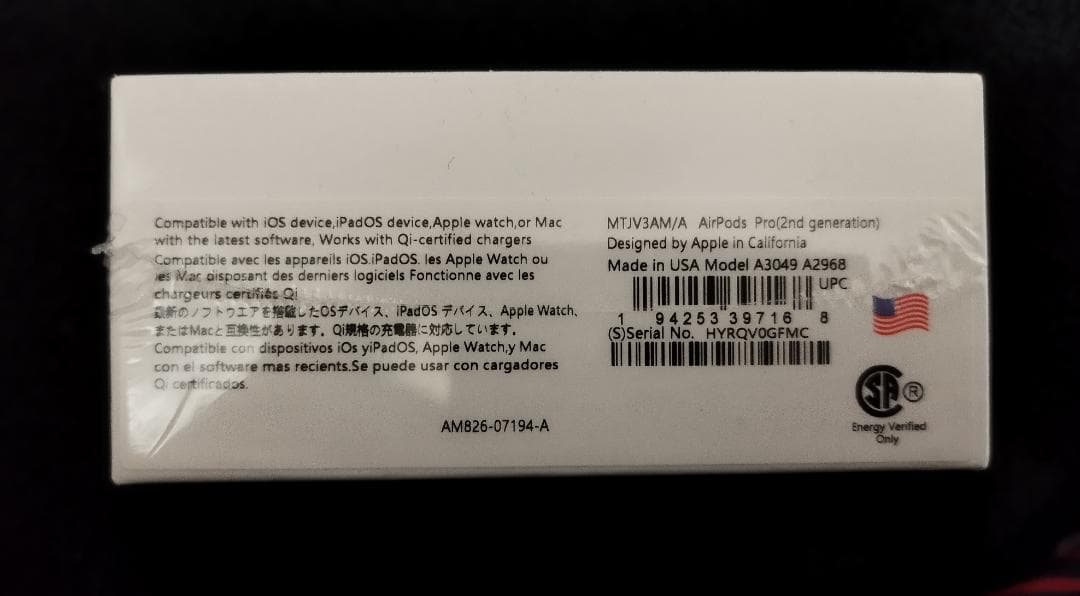 Compatible with iOS device,iPadOS device,Apple watch,or Mac
with the latest software, Works with Qi-certified chargers
Compatible avec les appareils iOS.iPadOS. les Apple Watch ou
les Mac disposant des derniers logiciels Fonctionne avec les
chargeurs certifiés Qi
最新のソフトウエアを搭載したOSデバイス、iPadOS デバイス、Apple Watch、
またはMacと互換性があります。Qi規格の充電器に対応しています。
Compatible con dispositivos iOs yiPadOS, Apple Watch,y Mac
con el software mas recients.Se puede usar con cargadores
Qi certificados.
AM826-07194-A
MTJV3AM/A AirPods Pro(2nd generation)
Designed by Apple in California
Made in USA Model A3049 A2968
UPC
1 94253 39716 8
(S)Serial No. HYRQV0GFMC
SA ®
Energy Verified
Only